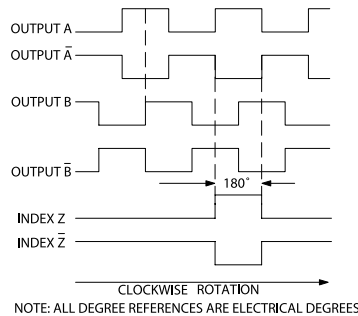 OUTPUT A
OUTPUT A̅
OUTPUT B
OUTPUT B̅
180°
INDEX Z
INDEX Z̅
CLOCKWISE ROTATION
NOTE: ALL DEGREE REFERENCES ARE ELECTRICAL DEGREES